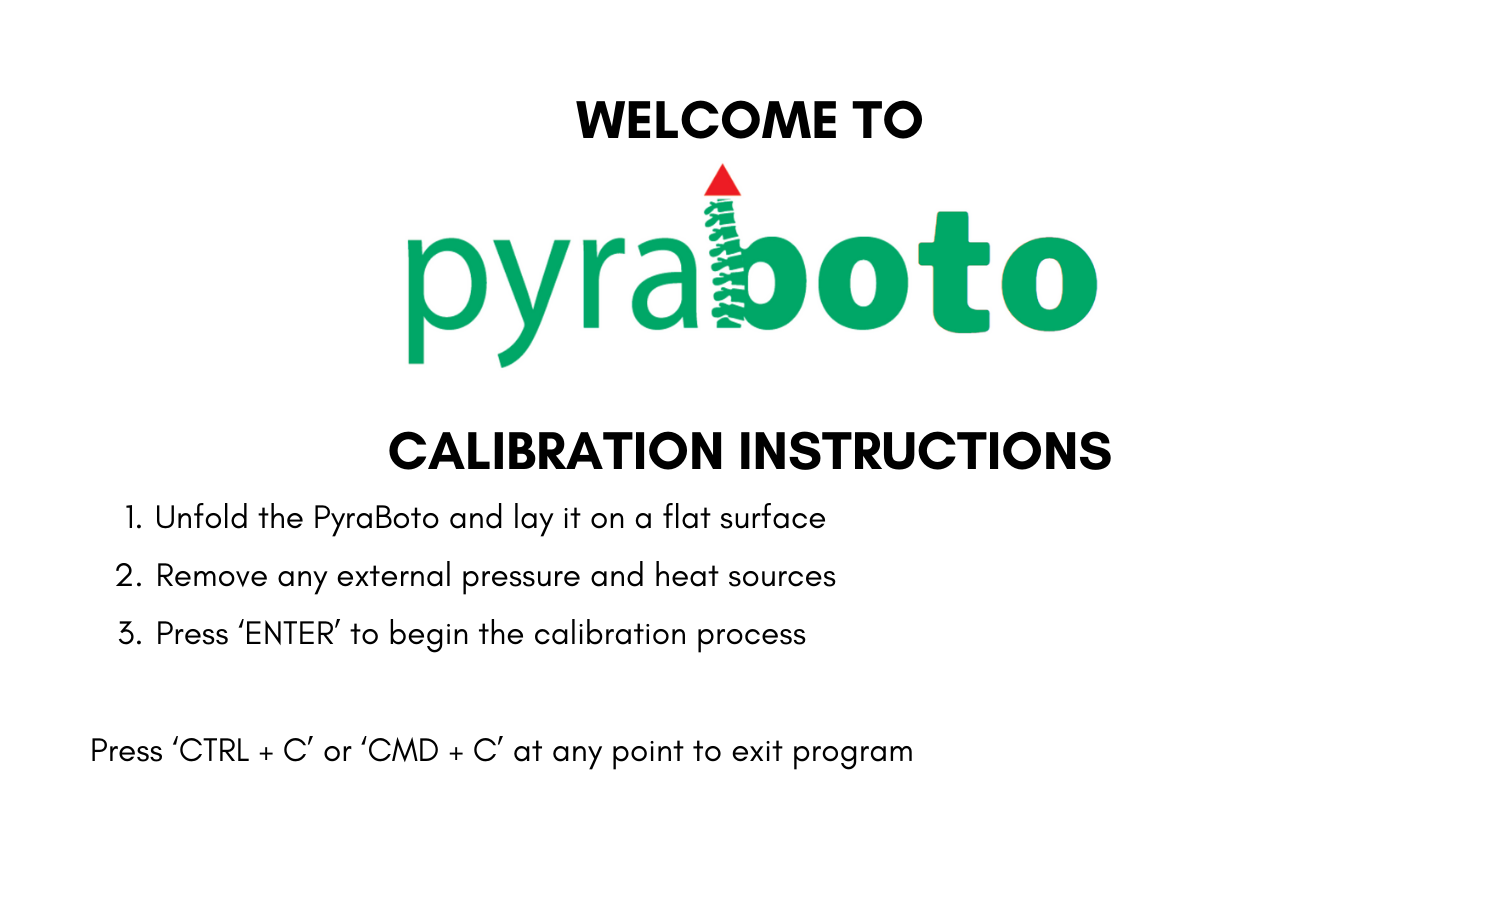 WELCOME TO
pyraboto
CALIBRATION INSTRUCTIONS
1. Unfold the PyraBoto and lay it on a flat surface
2. Remove any external pressure and heat sources
3. Press ‘ENTER’ to begin the calibration process
Press ‘CTRL + C’ or ‘CMD + C’ at any point to exit program